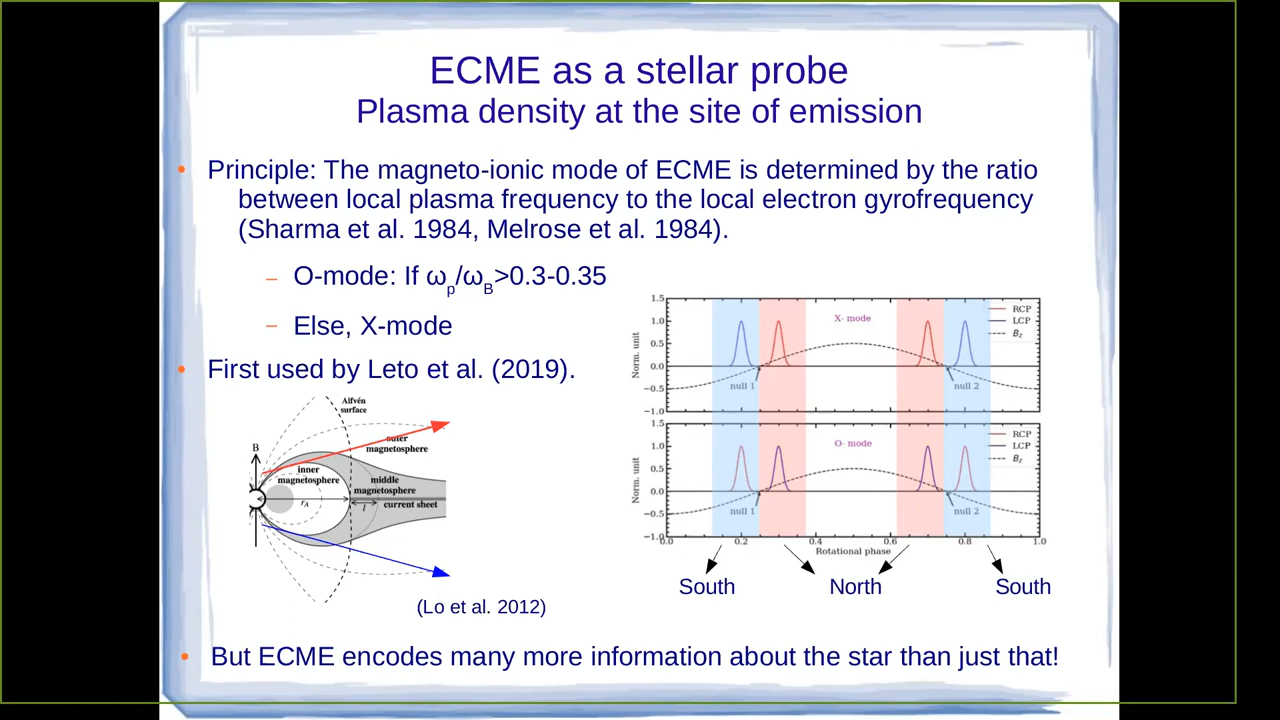 ECME as a stellar probe
Plasma density at the site of emission
• Principle: The magneto-ionic mode of ECME is determined by the ratio
between local plasma frequency to the local electron gyrofrequency
(Sharma et al. 1984, Melrose et al. 1984).
– O-mode: If ωp/ωB>0.3-0.35
– Else, X-mode
• First used by Leto et al. (2019).
Alfvén
surface
B
outer
magnetosphere
inner
magnetosphere
middle
magnetosphere
rA
l
current sheet
(Lo et al. 2012)
1.5
1.0
0.5
0.0
−0.5
−1.0
Norm. unit
X- mode
RCP
LCP
Bz
null 1
null 2
1.5
1.0
0.5
0.0
−0.5
−1.0
Norm. unit
O- mode
RCP
LCP
Bz
null 1
null 2
0.0 0.2 0.4 0.6 0.8 1.0
Rotational phase
South North South
• But ECME encodes many more information about the star than just that!